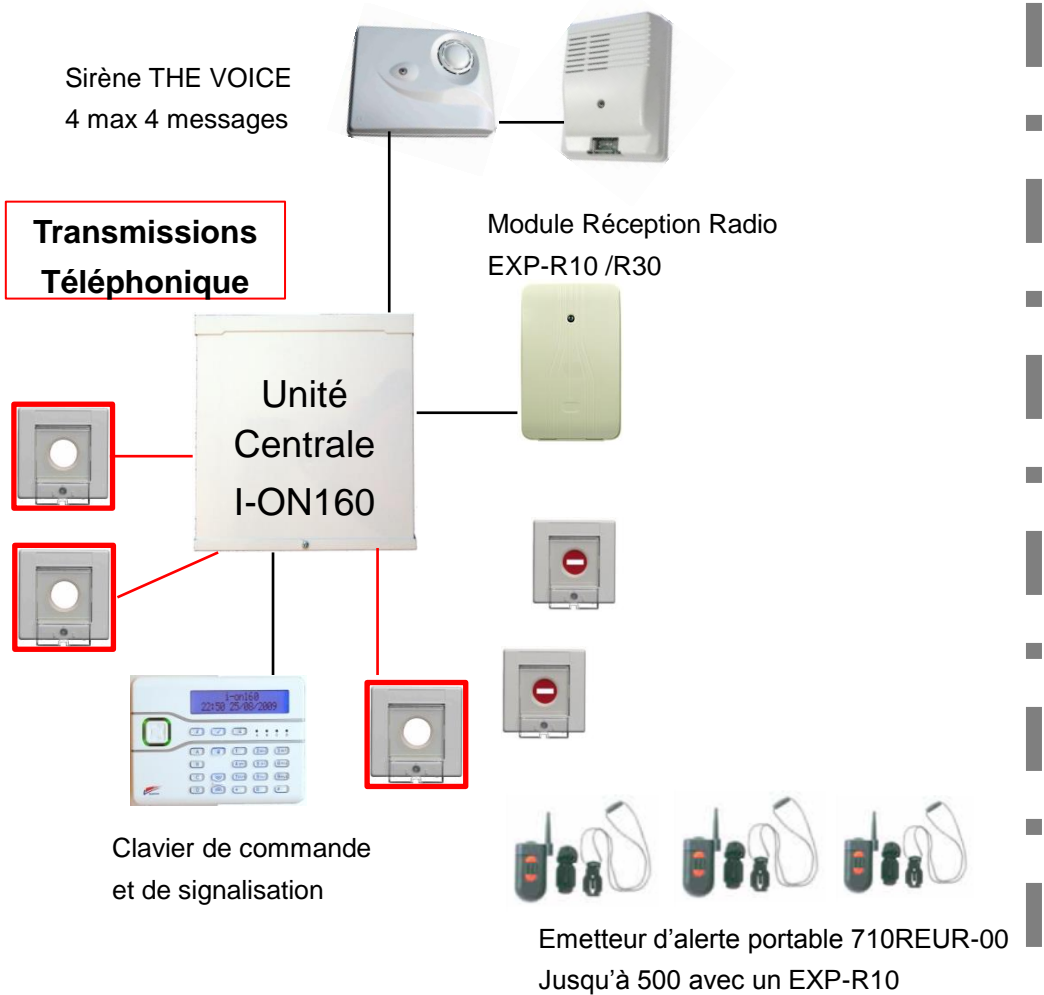 Sirène THE VOICE
4 max 4 messages
Transmissions
Téléphonique
Module Réception Radio
EXP-R10 /R30
Unité
Centrale
I-ON160
i-on160
22:50 25/08/2009
Clavier de commande
et de signalisation
Emetteur d’alerte portable 710REUR-00
Jusqu’à 500 avec un EXP-R10